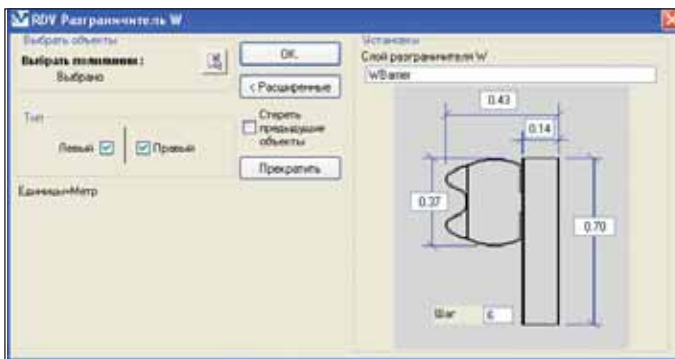 RDV Разграничитель W
Выбрать объекты
Выбрать полилинии :
Выбрано
OK.
< Расширенные
Стереть предыдущие объекты
Прекратить
Тип
Левый
Правый
Единицы=Метр
Установки
Слой разграничителя W
WBarrier
0.43
0.14
0.37
0.70
Шаг
6